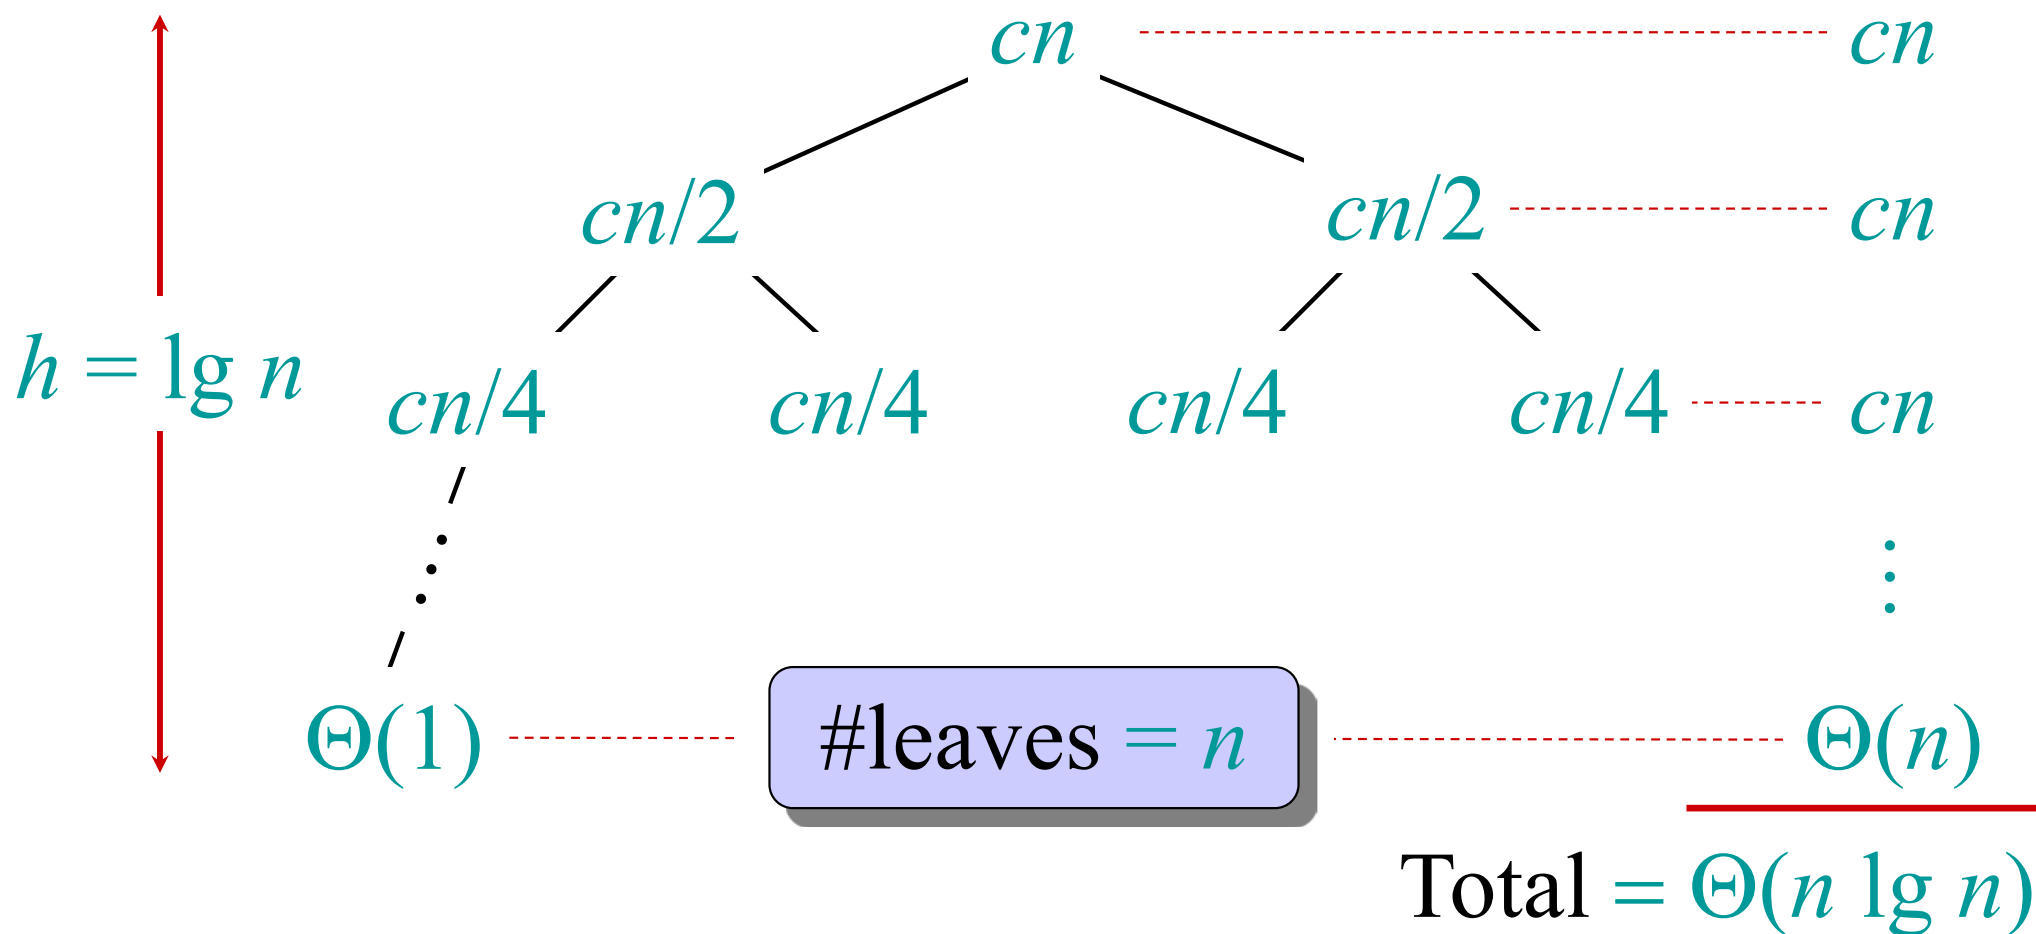 cn cn
cn/2 cn/2 cn
h = lg n cn/4 cn/4 cn/4 cn/4 cn
Θ(1) #leaves = n Θ(n)
Total = Θ(n lg n)